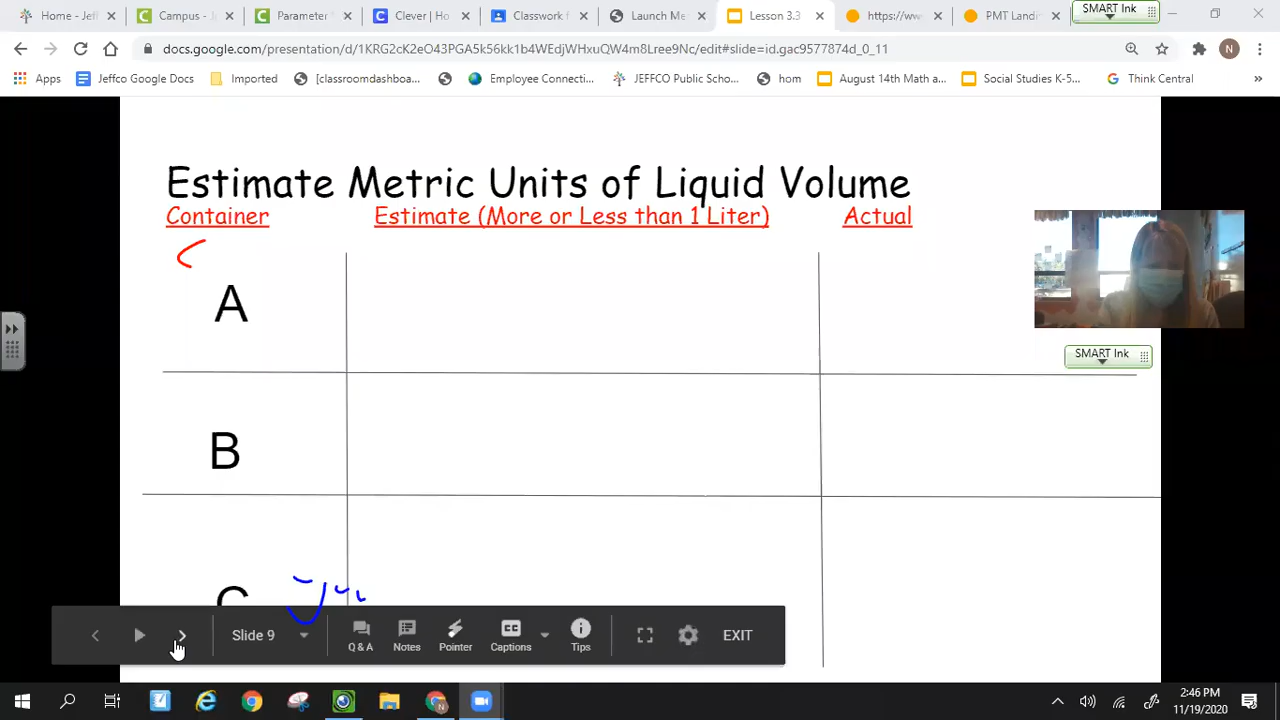 Home - Jef
Campus - J
Parameter
Clever | Ho
Classwork f
Launch Me
Lesson 3.3
https://ww
PMT Landi
SMART Ink
docs.google.com/presentation/d/1KRG2cK2eO43PGA5k56kk1b4WEdjWHxuQW4m8Lree9Nc/edit#slide=id.gac9577874d_0_11
N
Apps
Jeffco Google Docs
Imported
[classroomdashboa...
Employee Connecti...
JEFFCO Public Scho...
ham
August 14th Math a...
Social Studies K-5...
Think Central
»
Estimate Metric Units of Liquid Volume
Container Estimate (More or Less than 1 Liter) Actual
A
SMART Ink
B
C
Slide 9
Q & A
Notes
Pointer
Captions
Tips
EXIT
2:46 PM
11/19/2020